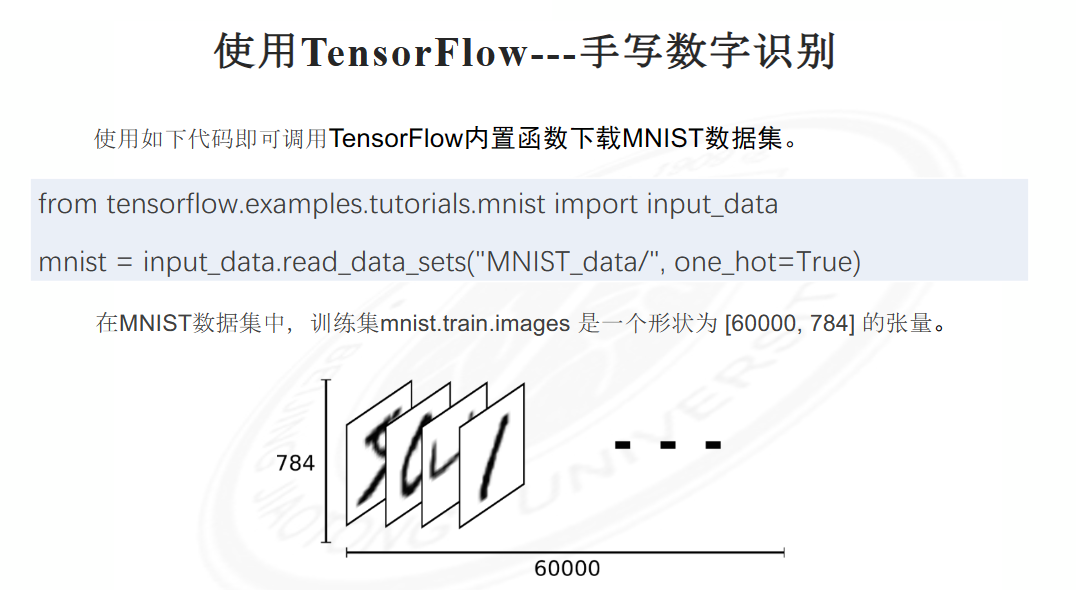 使用TensorFlow---手写数字识别
使用如下代码即可调用TensorFlow内置函数下载MNIST数据集。
from tensorflow.examples.tutorials.mnist import input_data
mnist = input_data.read_data_sets("MNIST_data/", one_hot=True)
在MNIST数据集中，训练集mnist.train.images 是一个形状为 [60000, 784] 的张量。
784
60000